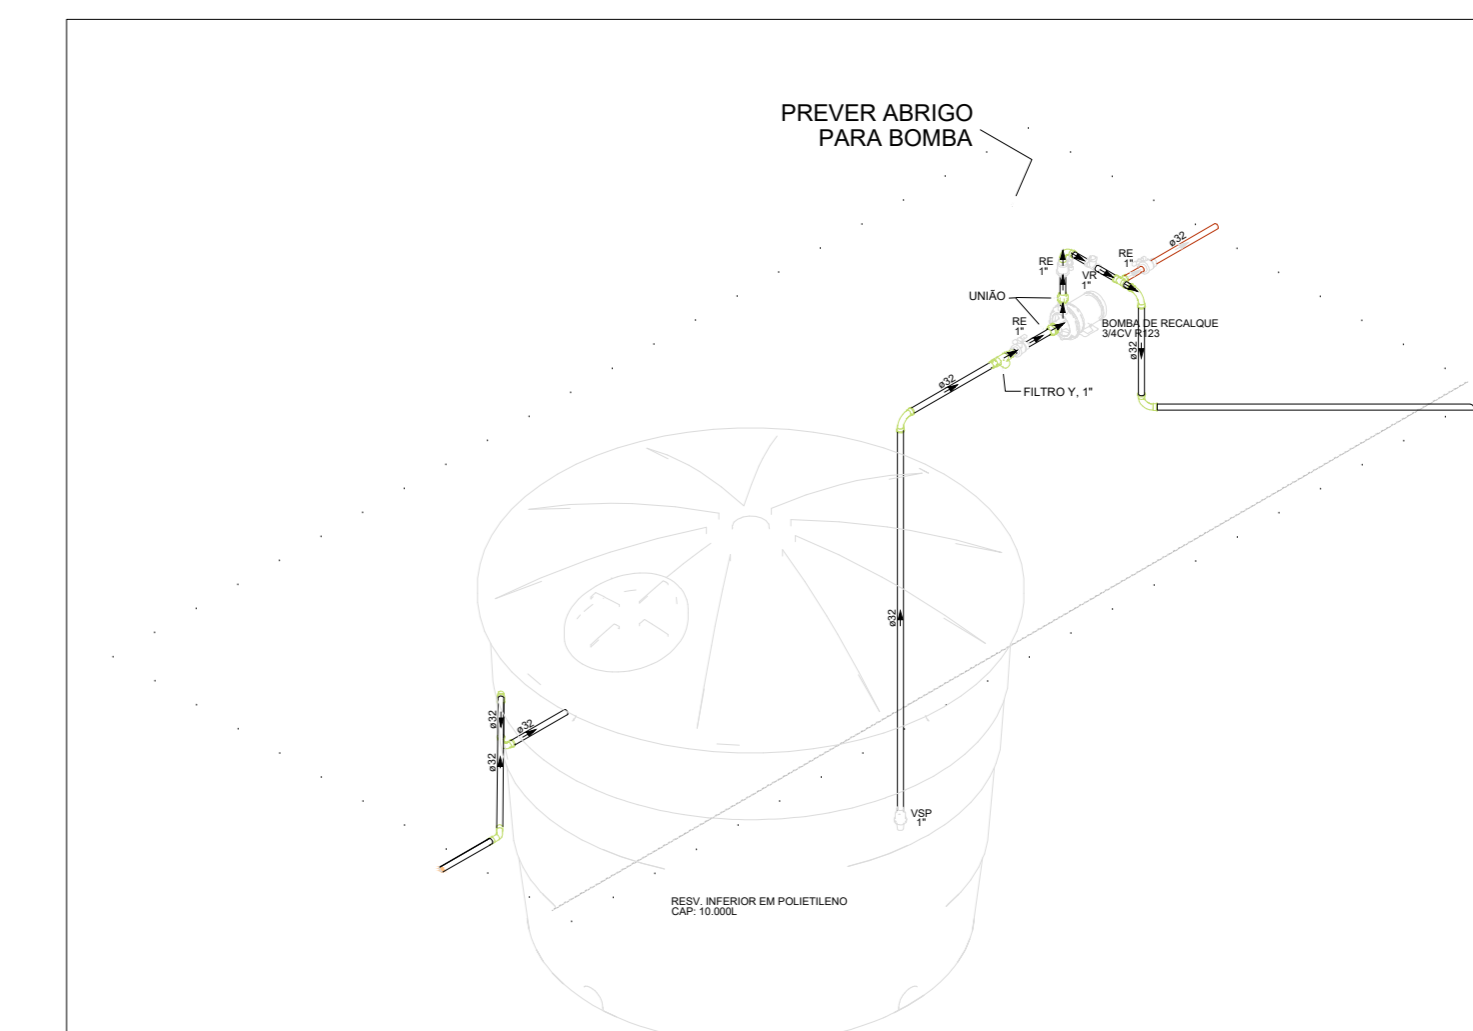 PREVER ABRIGO
PARA BOMBA
ø32
RE
1"
RE
1"
VR
1"
UNIÃO
RE
1"
BOMBA DE RECALQUE
3/4CV R123
ø32
ø32
FILTRO Y, 1"
ø32
ø32
ø32
ø32
VSP
1"
RESV. INFERIOR EM POLIETILENO
CAP: 10.000L